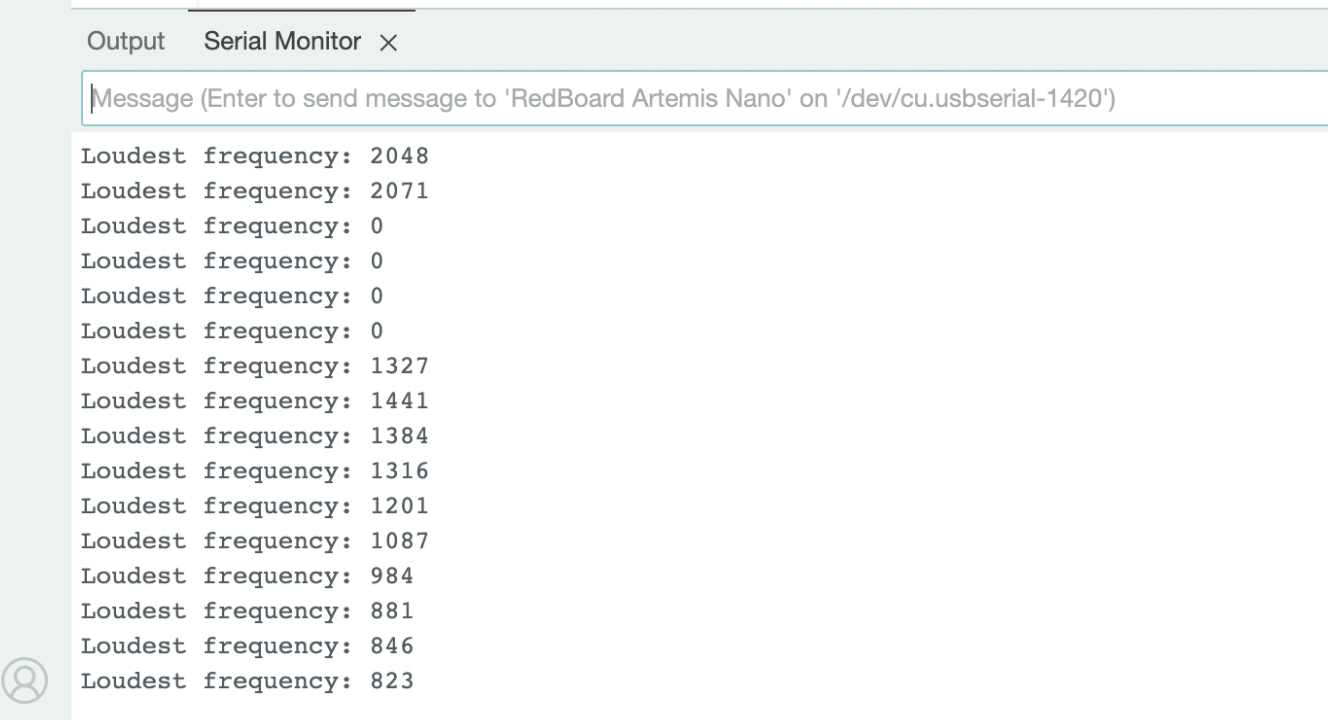 Output Serial Monitor
Message (Enter to send message to 'RedBoard Artemis Nano' on '/dev/cu.usbserial-1420')
Loudest frequency: 2048
Loudest frequency: 2071
Loudest frequency: 0
Loudest frequency: 0
Loudest frequency: 0
Loudest frequency: 0
Loudest frequency: 1327
Loudest frequency: 1441
Loudest frequency: 1384
Loudest frequency: 1316
Loudest frequency: 1201
Loudest frequency: 1087
Loudest frequency: 984
Loudest frequency: 881
Loudest frequency: 846
Loudest frequency: 823